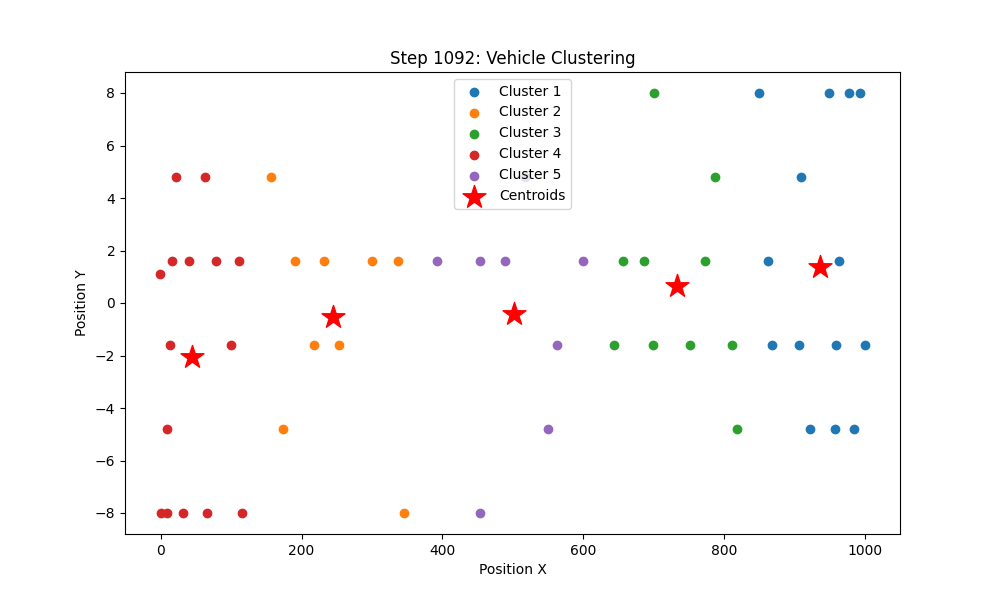 Step 1092: Vehicle Clustering
Cluster 1
Cluster 2
Cluster 3
Cluster 4
Cluster 5
Centroids
Position Y
8
6
4
2
0
−2
−4
−6
−8
0 200 400 600 800 1000
Position X